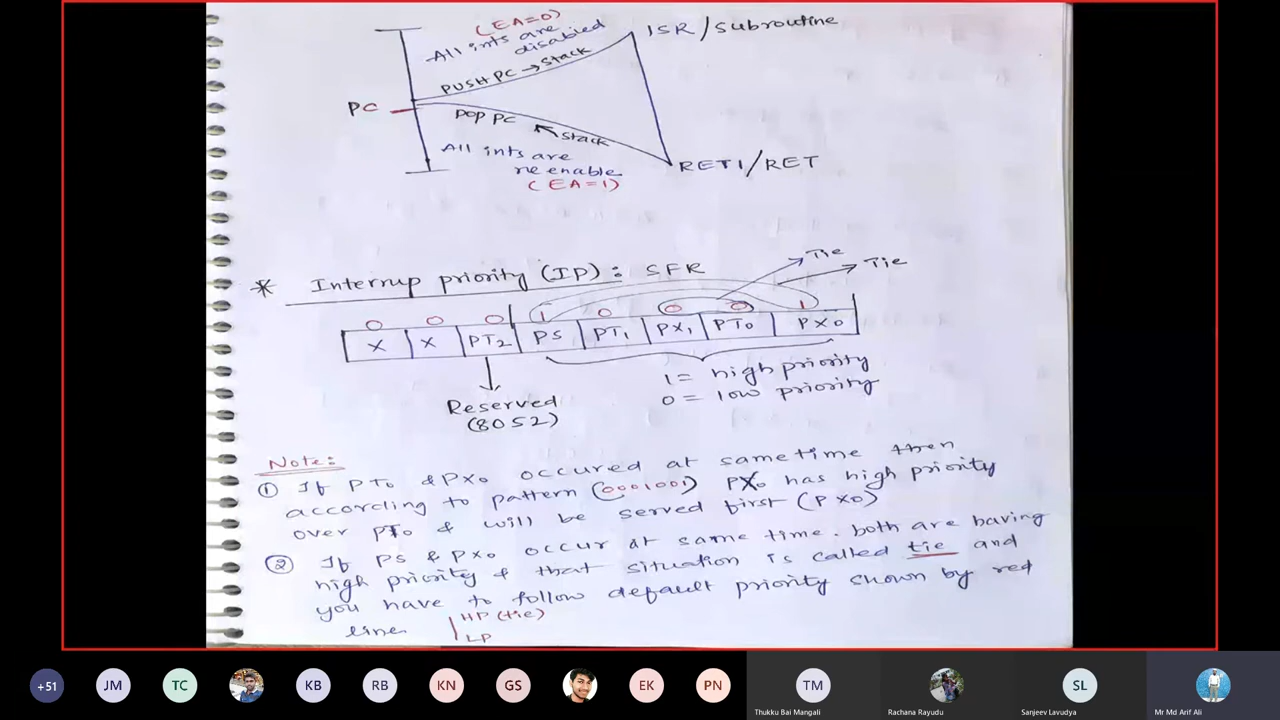 (EA=0)
All ints are
disabled
ISR/Subroutine
PUSH PC → Stack
PC
POP PC
Stack
All ints are
re enable
(EA=1)
RETI/RET
* Interrup priority (IP): SFR
Tie
Tie
0 0 0 1 0 0 0 1
X X PT2 PS PT1 PX1 PT0 PX0
1 = high priority
0 = low priority
Reserved
(8052)
Note:
① If PT0 & PX0 occured at same time then
according to pattern (0001001) PX0 has high priority
over PT0 & will be served first (PX0)
② If PS & PX0 occur at same time. both are having
high priority & that situation is called tie and
you have to follow default priority shown by red
line.
HP (tie)
LP
+51
JM
TC
KB
RB
KN
GS
EK
PN
TM
SL
Thukku Bai Mangali
Rachana Rayudu
Sanjeev Lavudya
Mr Md Arif Ali